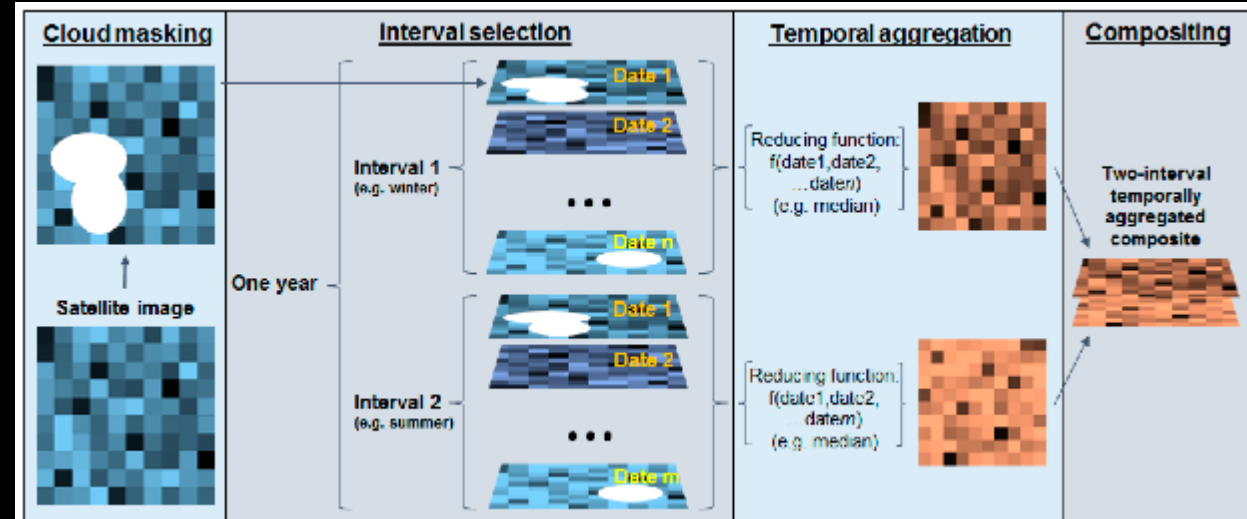 Cloud masking
Satellite image
Interval selection
One year
Interval 1
(e.g. winter)
Date 1
Date 2
...
Date n
Interval 2
(e.g. summer)
Date 1
Date 2
...
Date m
Temporal aggregation
Reducing function:
f(date1,date2,
...daten)
(e.g. median)
Reducing function:
f(date1,date2,
...datem)
(e.g. median)
Compositing
Two-interval
temporally
aggregated
composite